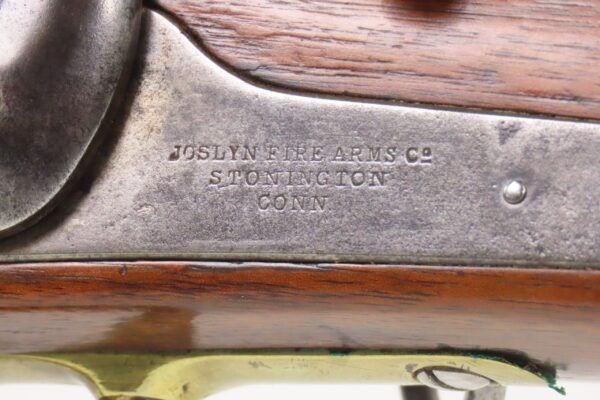 JOSLYN FIRE ARMS Co
STONINGTON
CONN